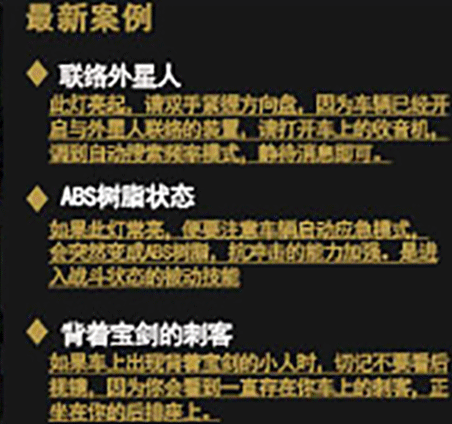 最新案例
联络外星人
此灯亮起，请双手紧握方向盘，因为车辆已经开
启与外星人联络的装置，请打开车上的收音机，
调到自动搜索频率模式，静待消息即可。
ABS树脂状态
如果此灯常亮，便要注意车辆启动应急模式，
会突然变成ABS树脂，抗冲击的能力加强。是进
入战斗状态的被动技能
背着宝剑的刺客
如果车上出现背着宝剑的小人时，切记不要看后
视镜，因为你会看到一直存在你车上的刺客，正
坐在你的后排座上。